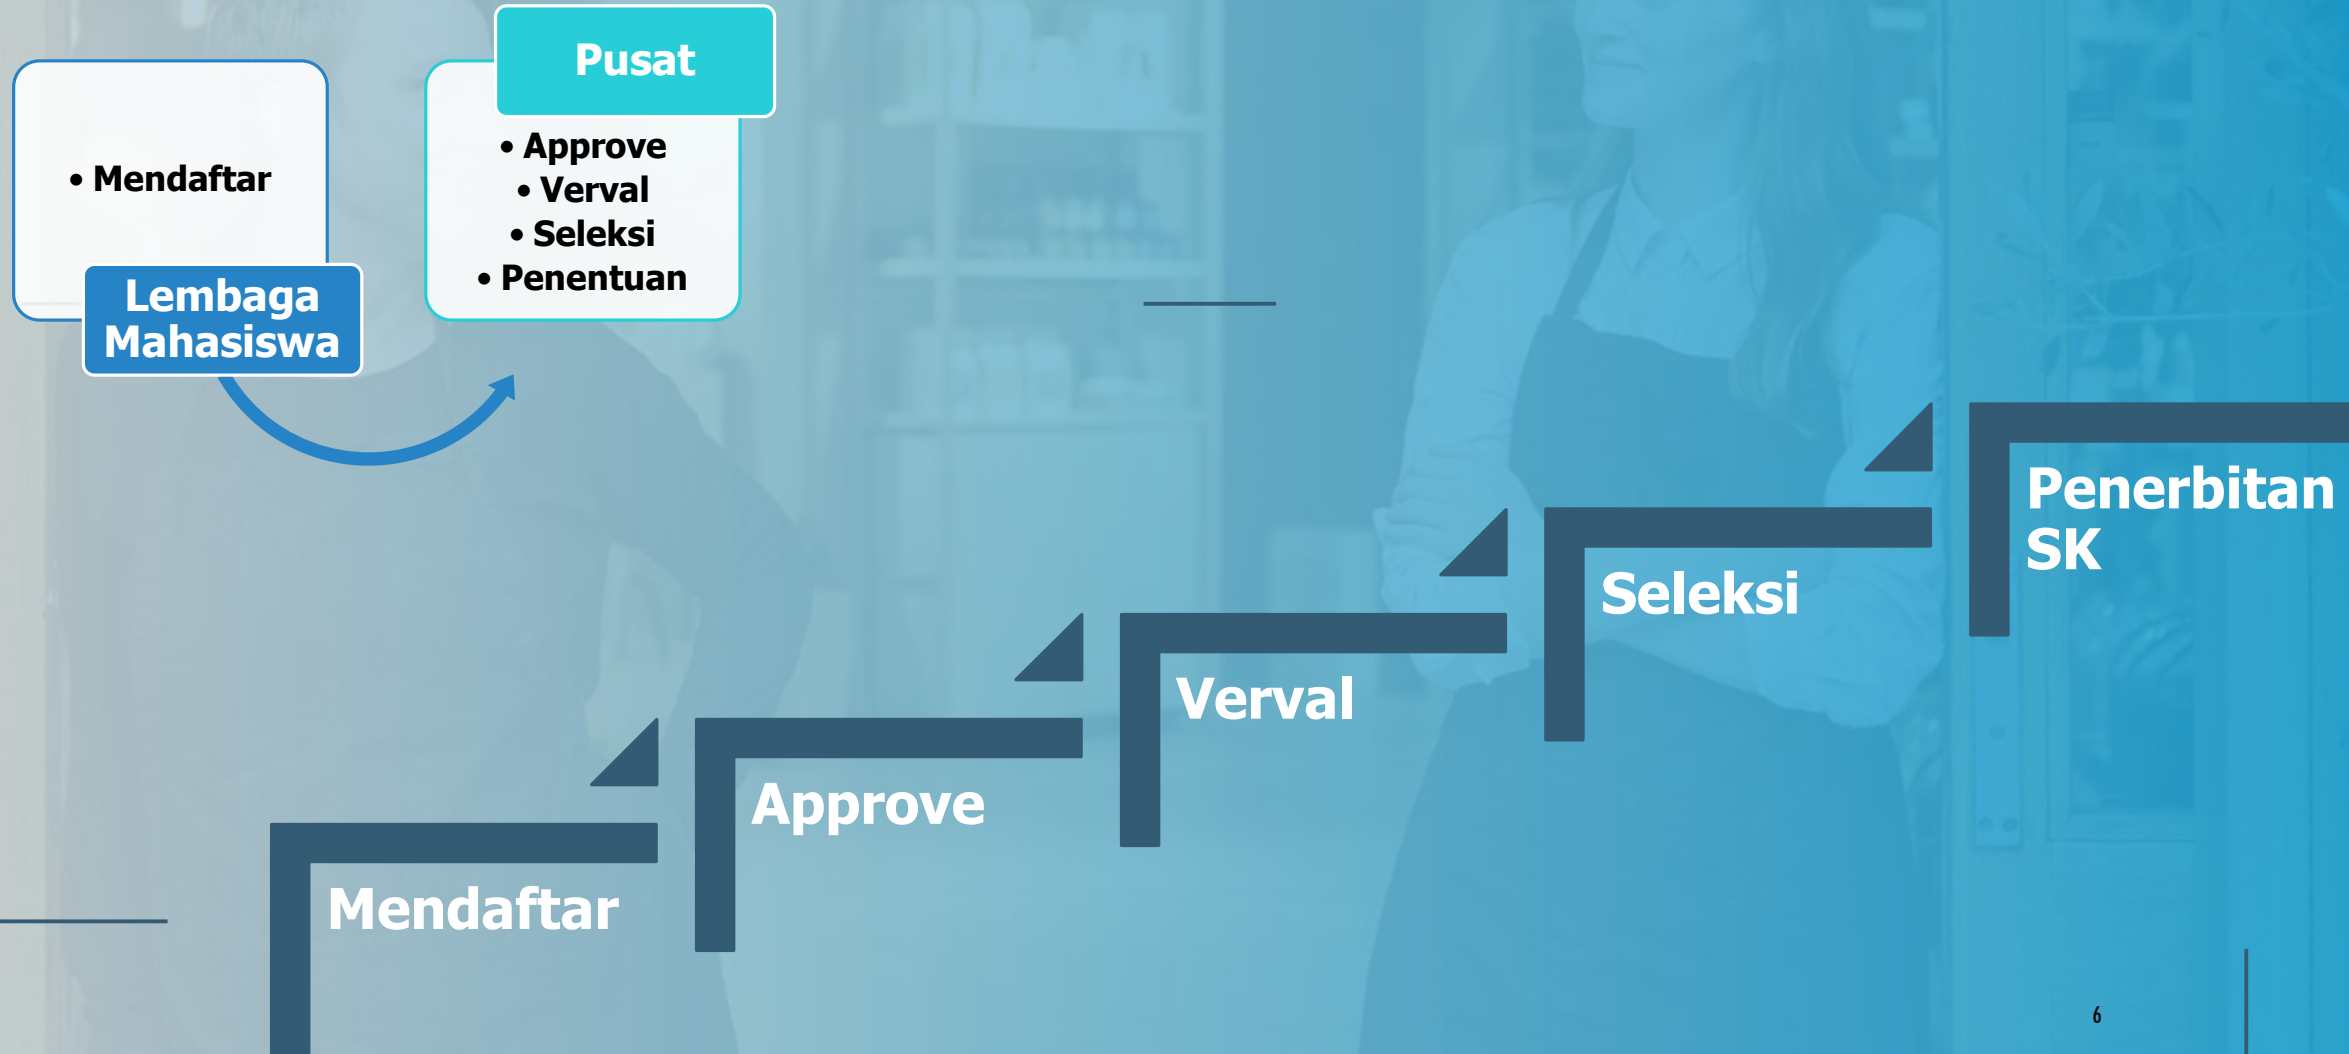 • Mendaftar
Lembaga
Mahasiswa
Pusat
• Approve
• Verval
• Seleksi
• Penentuan
Mendaftar
Approve
Verval
Seleksi
Penerbitan
SK
6